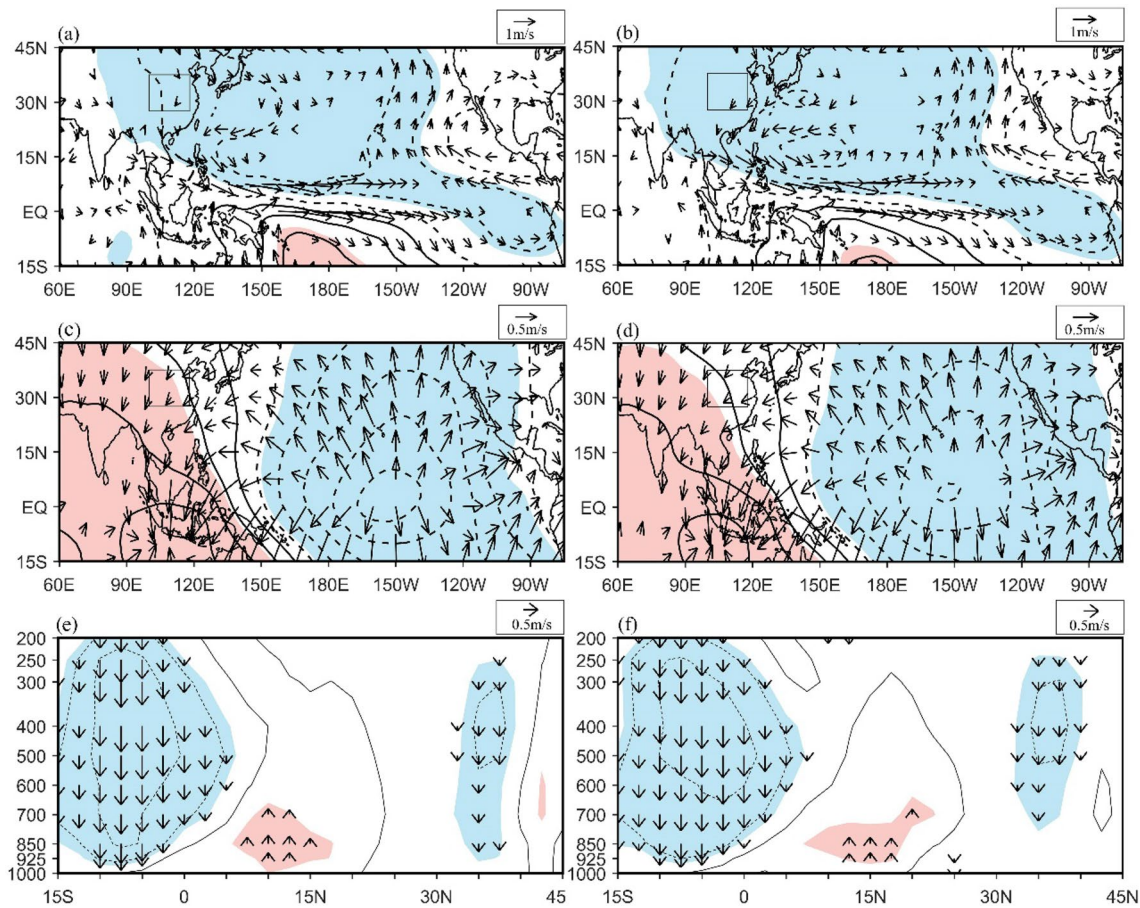 (a) 1m/s (b) 1m/s
45N 45N
30N 30N
15N 15N
EQ EQ
15S 15S
60E 90E 120E 150E 180E 150W 120W 90W 60E 90E 120E 150E 180E 150W 120W 90W
(c) 0.5m/s (d) 0.5m/s
45N 45N
30N 30N
15N 15N
EQ EQ
15S 15S
60E 90E 120E 150E 180E 150W 120W 90W 60E 90E 120E 150E 180E 150W 120W 90W
(e) 0.5m/s (f) 0.5m/s
200 200
250 250
300 300
400 400
500 500
600 600
700 700
850 850
925 925
1000 1000
15S 0 15N 30N 45N 15S 0 15N 30N 45N